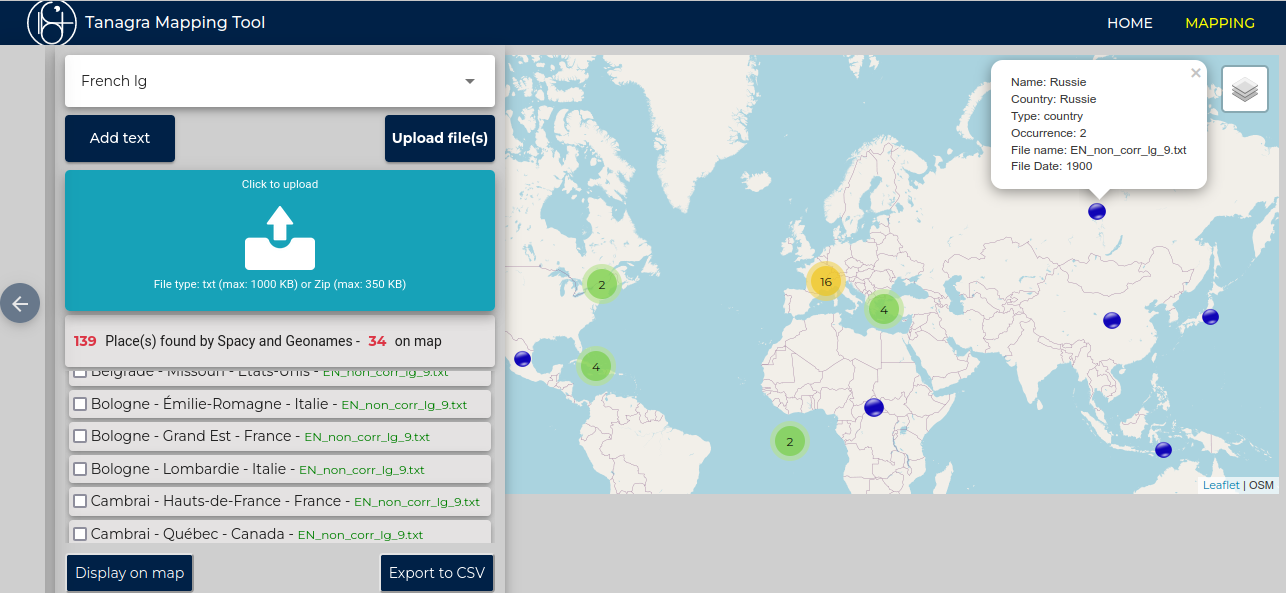 Tanagra Mapping Tool
HOME
MAPPING
French lg
Add text
Upload file(s)
Click to upload
File type: txt (max: 1000 KB) or Zip (max: 350 KB)
139 Place(s) found by Spacy and Geonames - 34 on map
Belgrade - Missouri - États-Unis - EN_non_corr_lg_9.txt
Bologne - Émilie-Romagne - Italie - EN_non_corr_lg_9.txt
Bologne - Grand Est - France - EN_non_corr_lg_9.txt
Bologne - Lombardie - Italie - EN_non_corr_lg_9.txt
Cambrai - Hauts-de-France - France - EN_non_corr_lg_9.txt
Cambrai - Québec - Canada - EN_non_corr_lg_9.txt
Display on map
Export to CSV
Name: Russie
Country: Russie
Type: country
Occurrence: 2
File name: EN_non_corr_lg_9.txt
File Date: 1900
2
16
4
4
2
Leaflet | OSM